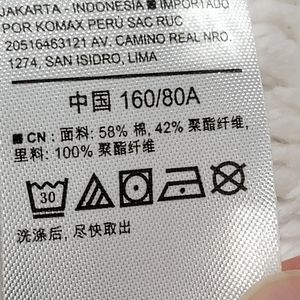 JAKARTA - INDONESIA ■ IMPORTADO
POR KOMAX PERÚ SAC RUC
20516463121 AV. CAMINO REAL NRO.
1274, SAN ISIDRO, LIMA
中国 160/80A
■ CN : 面料: 58% 棉, 42% 聚酯纤维,
里料: 100% 聚酯纤维
30
洗涤后, 尽快取出